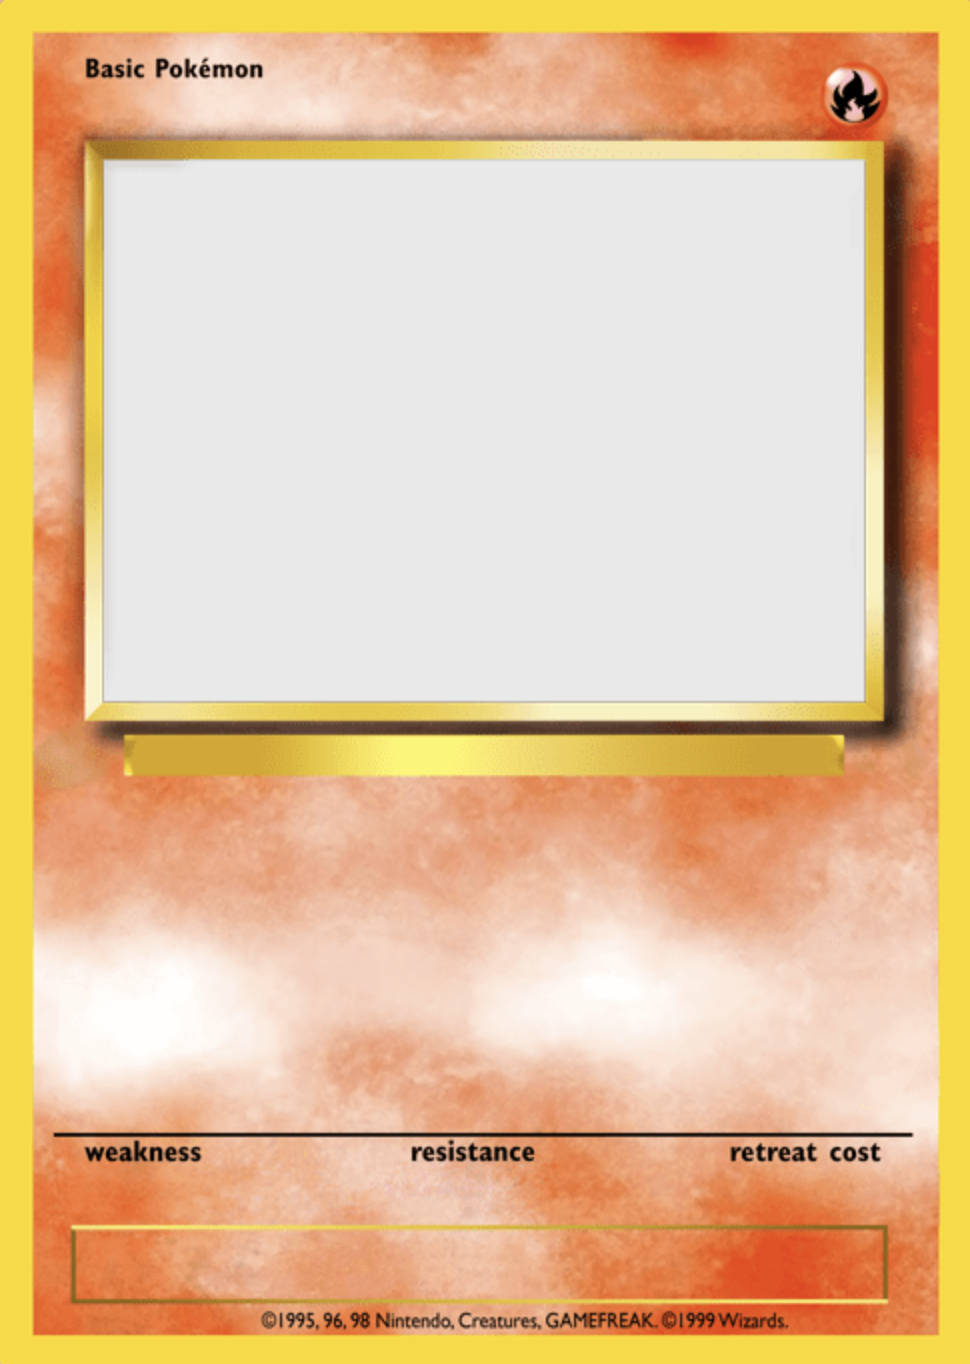 Basic Pokémon
weakness resistance retreat cost
©1995, 96, 98 Nintendo, Creatures, GAMEFREAK. ©1999 Wizards.